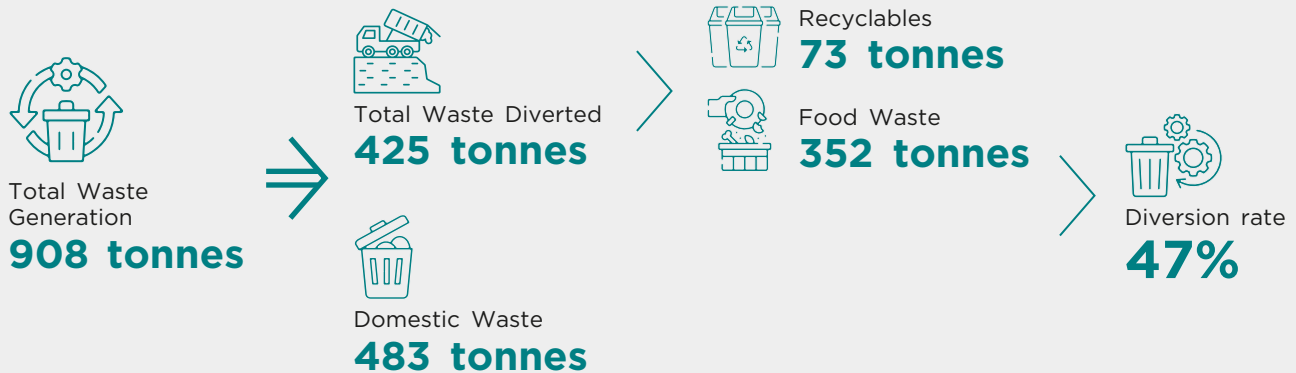 Total Waste
Generation
908 tonnes
Total Waste Diverted
425 tonnes
Domestic Waste
483 tonnes
Recyclables
73 tonnes
Food Waste
352 tonnes
Diversion rate
47%